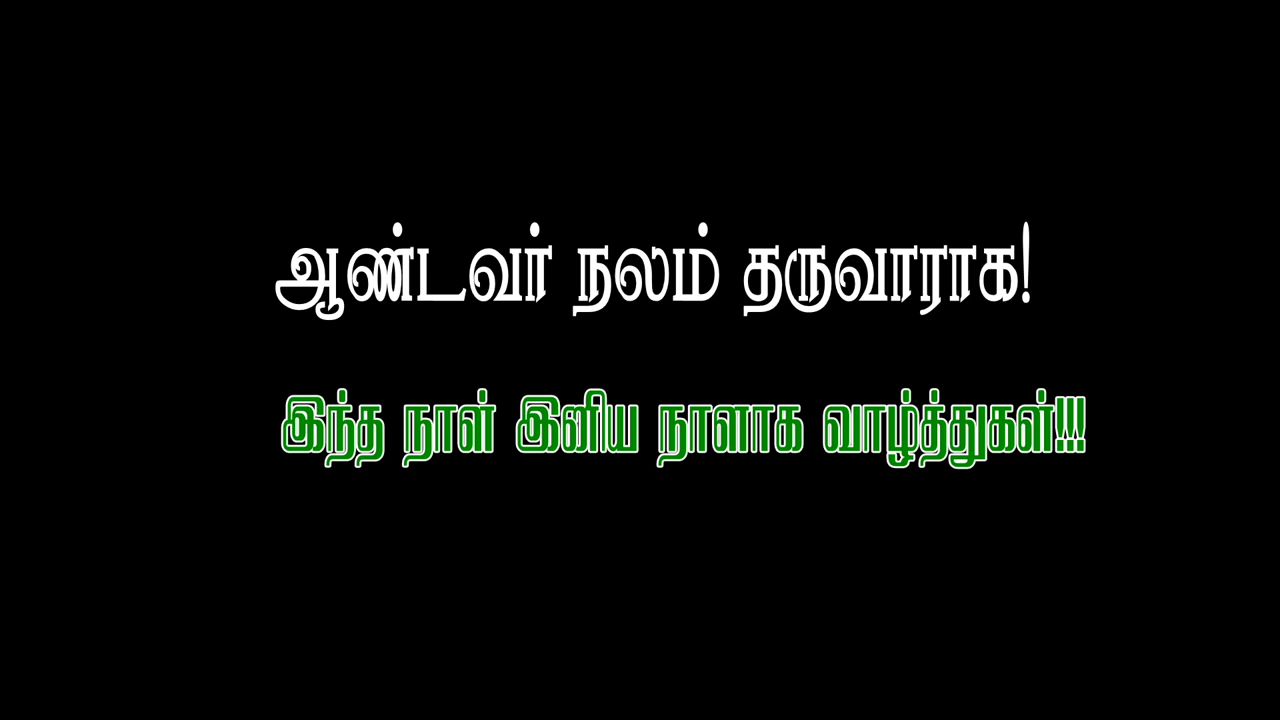 ஆண்டவர் நலம் தருவாராக!
இந்த நாள் இனிய நாளாக வாழ்த்துகள்!!!